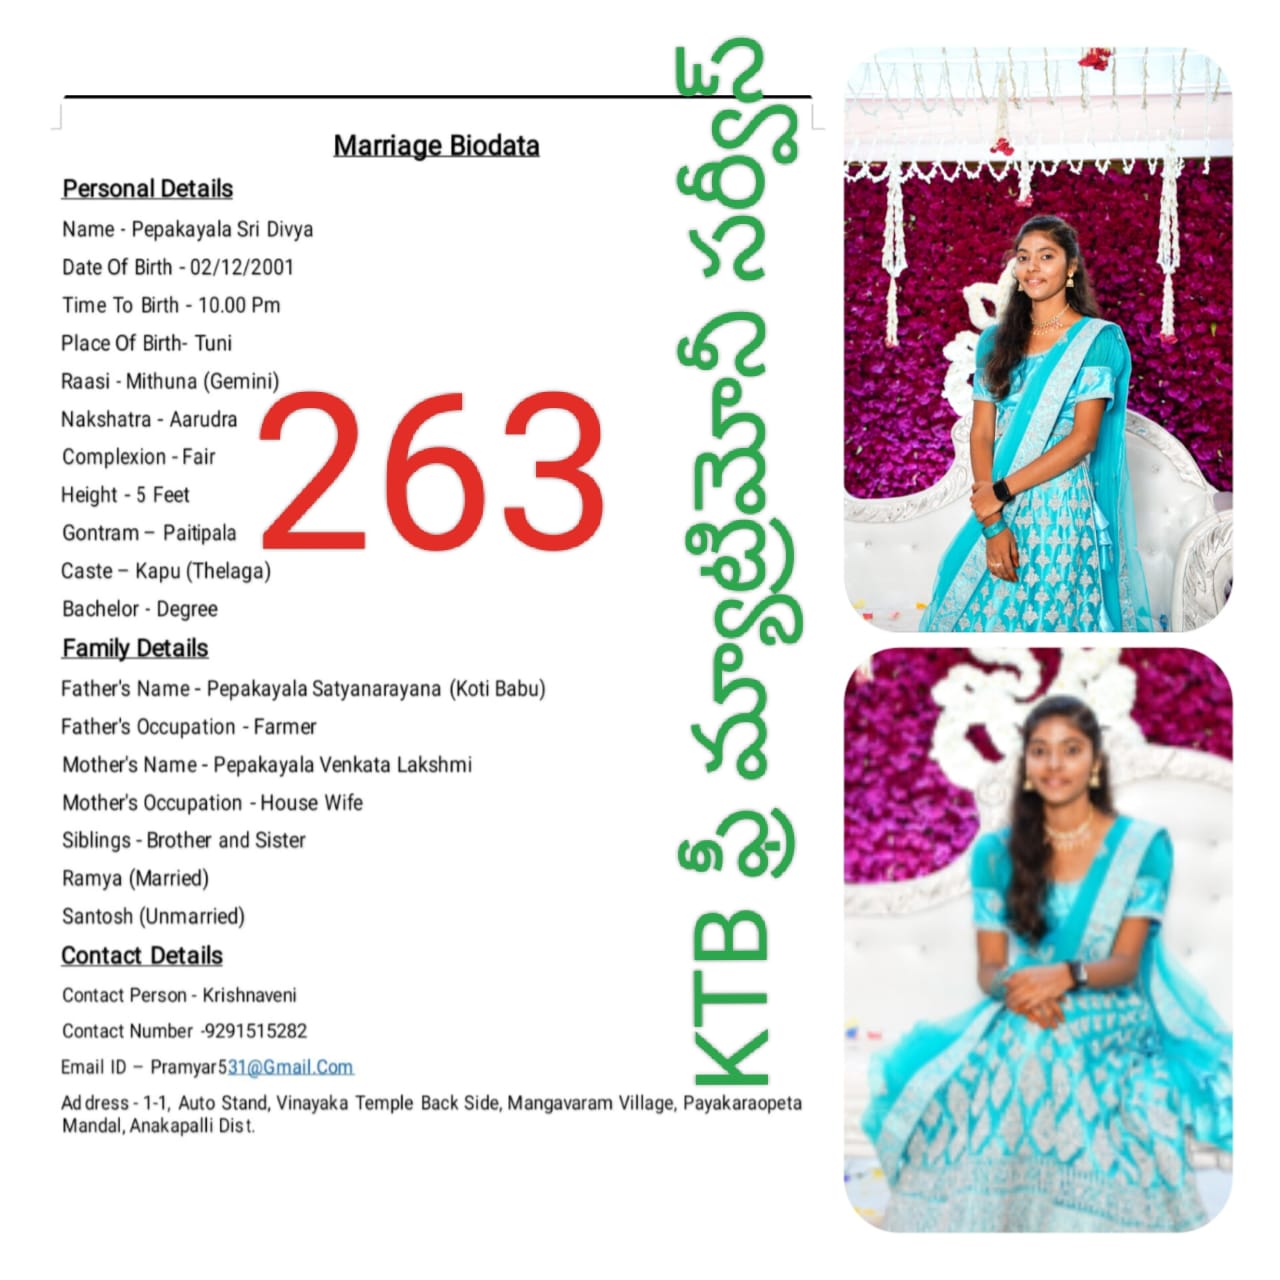 Marriage Biodata
Personal Details
Name - Pepakayala Sri Divya
Date Of Birth - 02/12/2001
Time To Birth - 10.00 Pm
Place Of Birth- Tuni
Raasi - Mithuna (Gemini)
Nakshatra - Aarudra
Complexion - Fair
Height - 5 Feet
Gontram – Paitipala
Caste – Kapu (Thelaga)
Bachelor - Degree
263
Family Details
Father's Name - Pepakayala Satyanarayana (Koti Babu)
Father's Occupation - Farmer
Mother's Name - Pepakayala Venkata Lakshmi
Mother's Occupation - House Wife
Siblings - Brother and Sister
Ramya (Married)
Santosh (Unmarried)
Contact Details
Contact Person - Krishnaveni
Contact Number -9291515282
Email ID – Pramyar531@Gmail.Com
Address - 1-1, Auto Stand, Vinayaka Temple Back Side, Mangavaram Village, Payakaraopeta
Mandal, Anakapalli Dist.
KTB ఫ్రీ మ్యాట్రిమోనీ సర్వీస్